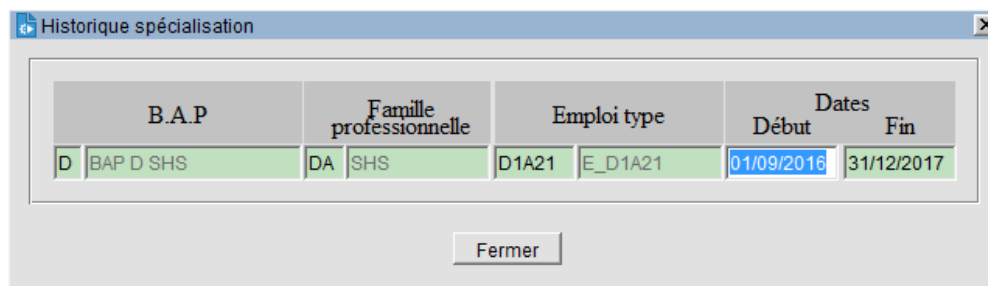 Historique spécialisation
B.A.P Famille professionnelle Emploi type Dates
Début Fin
D BAP D SHS DA SHS D1A21 E_D1A21 01/09/2016 31/12/2017
Fermer